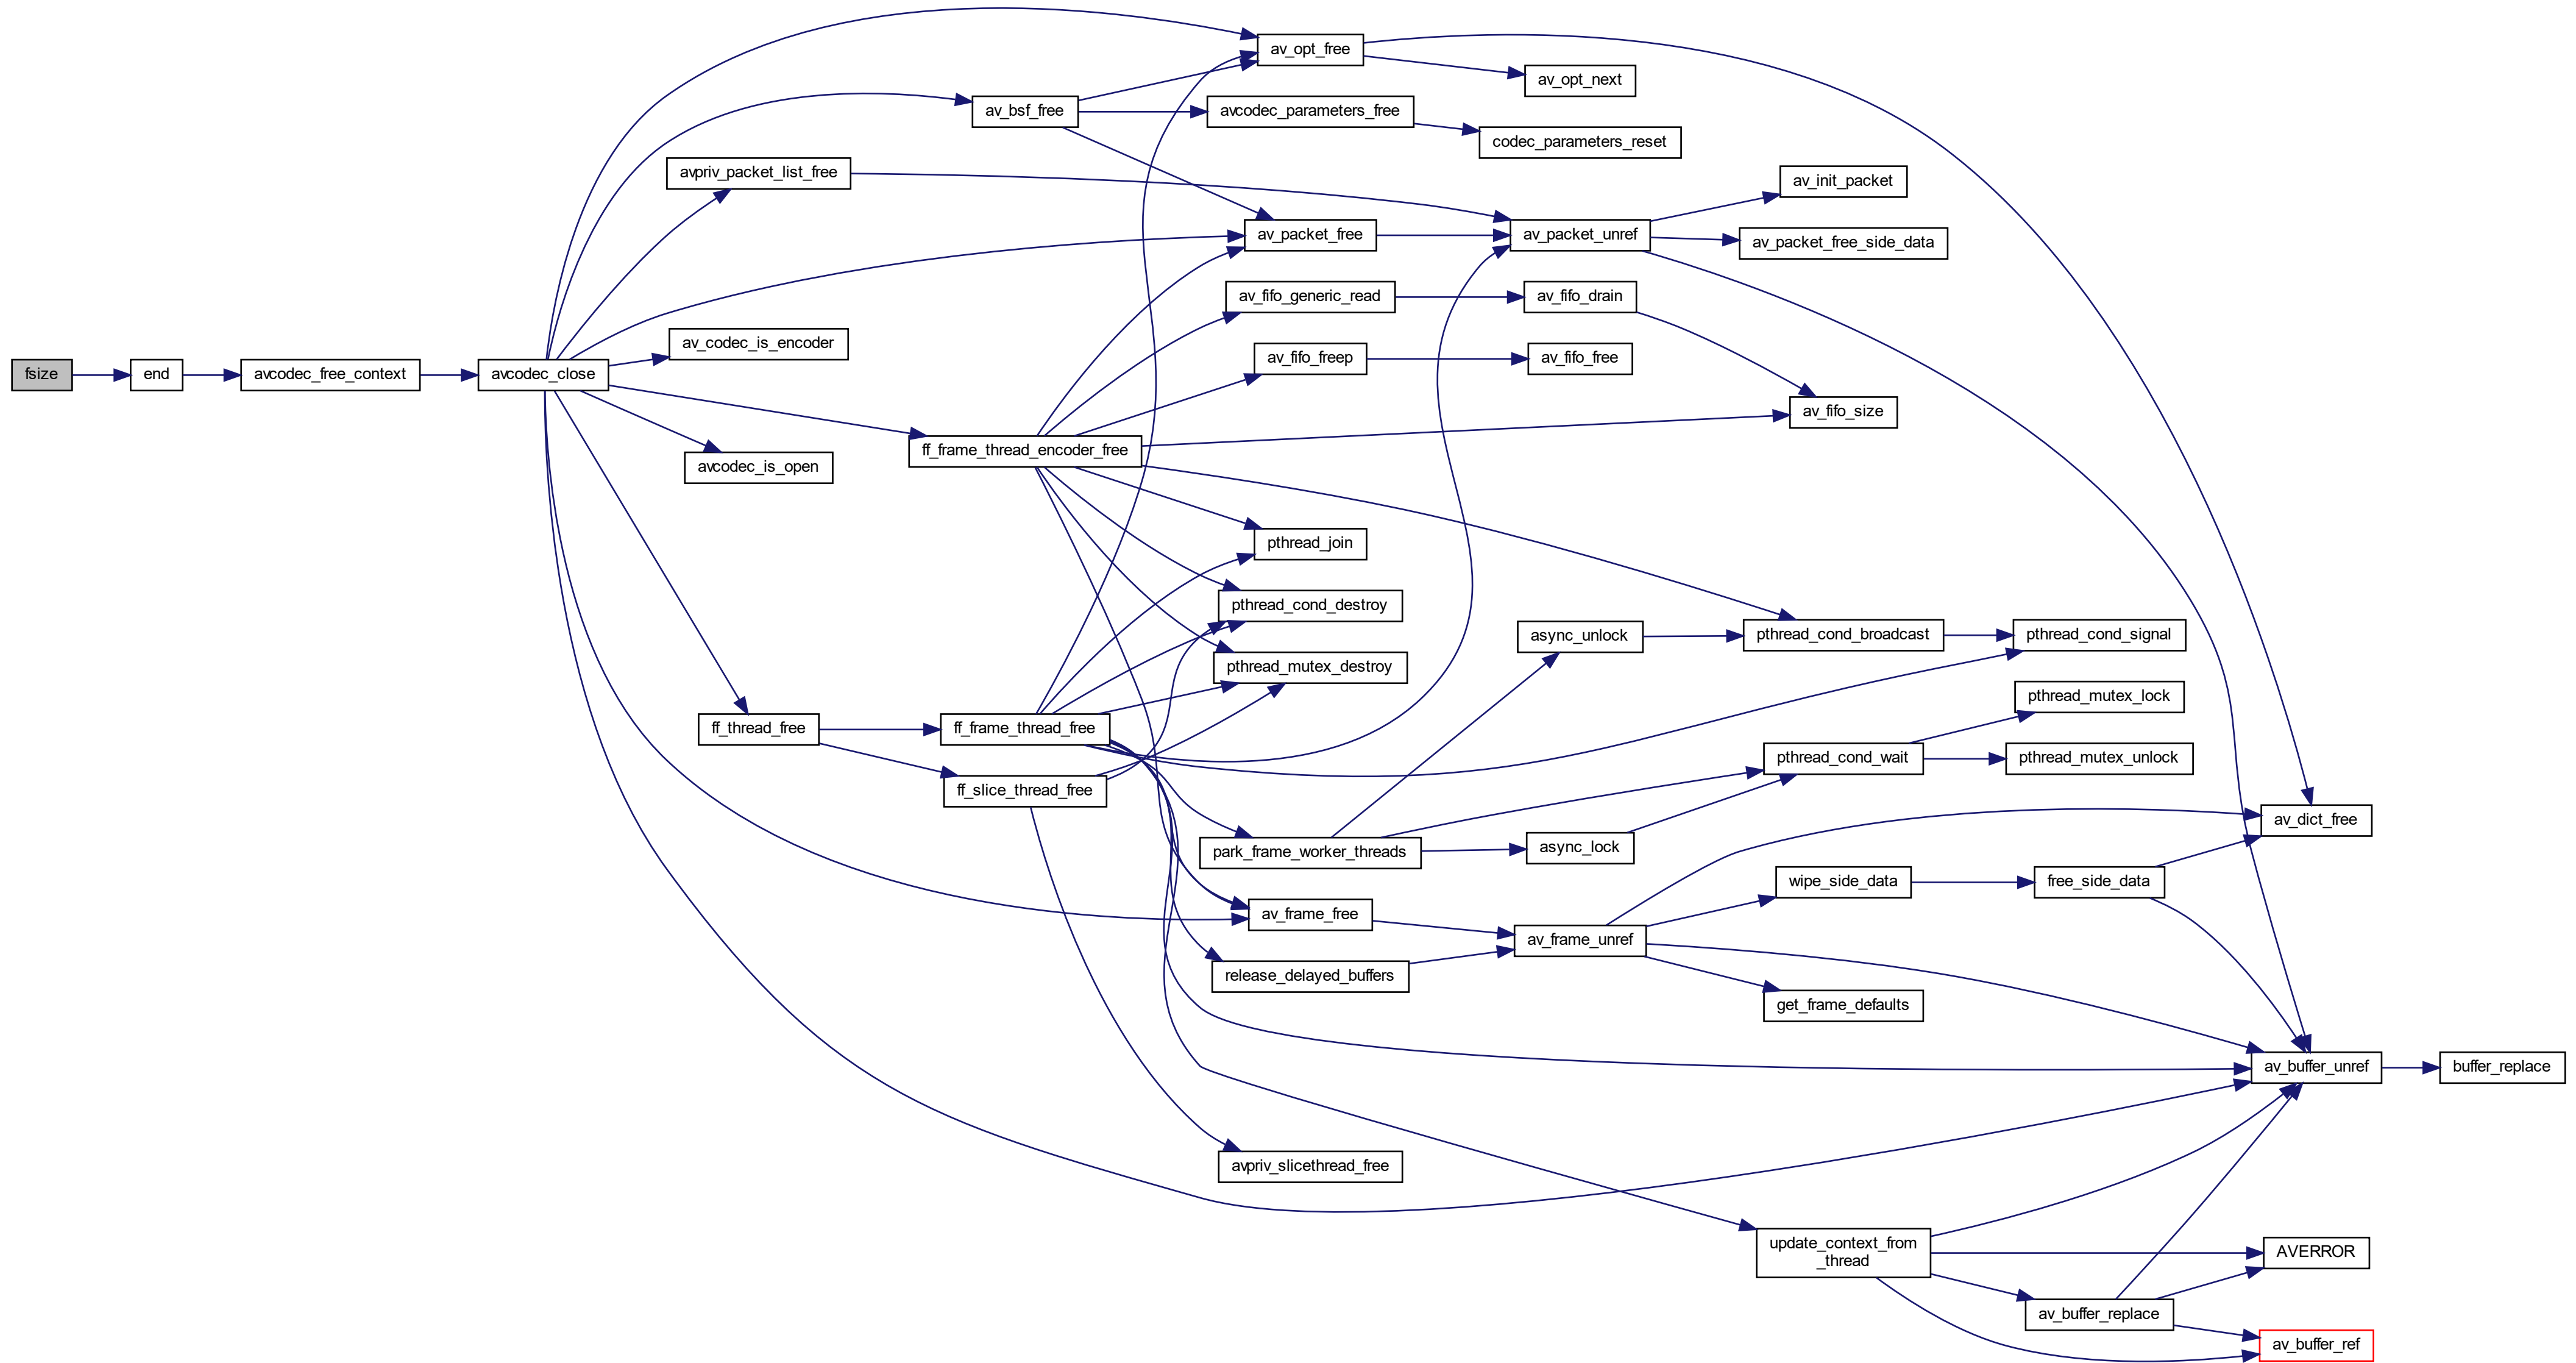 fsize
end
avcodec_free_context
avcodec_close
av_bsf_free
avpriv_packet_list_free
av_codec_is_encoder
ff_frame_thread_encoder_free
avcodec_is_open
ff_thread_free
ff_frame_thread_free
ff_slice_thread_free
av_opt_free
avcodec_parameters_free
av_packet_free
av_fifo_generic_read
av_fifo_freep
pthread_join
pthread_cond_destroy
pthread_mutex_destroy
park_frame_worker_threads
av_frame_free
release_delayed_buffers
avpriv_slicethread_free
av_opt_next
codec_parameters_reset
av_packet_unref
av_fifo_drain
av_fifo_free
async_unlock
async_lock
av_frame_unref
av_init_packet
av_packet_free_side_data
av_fifo_size
pthread_cond_broadcast
pthread_cond_wait
wipe_side_data
get_frame_defaults
update_context_from
_thread
pthread_cond_signal
pthread_mutex_lock
pthread_mutex_unlock
free_side_data
av_buffer_replace
av_dict_free
av_buffer_unref
AVERROR
av_buffer_ref
buffer_replace